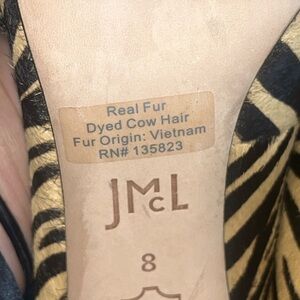 Real Fur
Dyed Cow Hair
Fur Origin: Vietnam
RN# 135823
JMcL
8